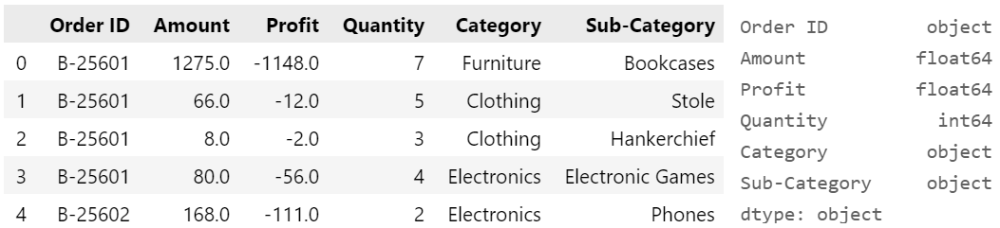 Order ID Amount Profit Quantity Category Sub-Category
0 B-25601 1275.0 -1148.0 7 Furniture Bookcases
1 B-25601 66.0 -12.0 5 Clothing Stole
2 B-25601 8.0 -2.0 3 Clothing Hankerchief
3 B-25601 80.0 -56.0 4 Electronics Electronic Games
4 B-25602 168.0 -111.0 2 Electronics Phones
Order ID object
Amount float64
Profit float64
Quantity int64
Category object
Sub-Category object
dtype: object